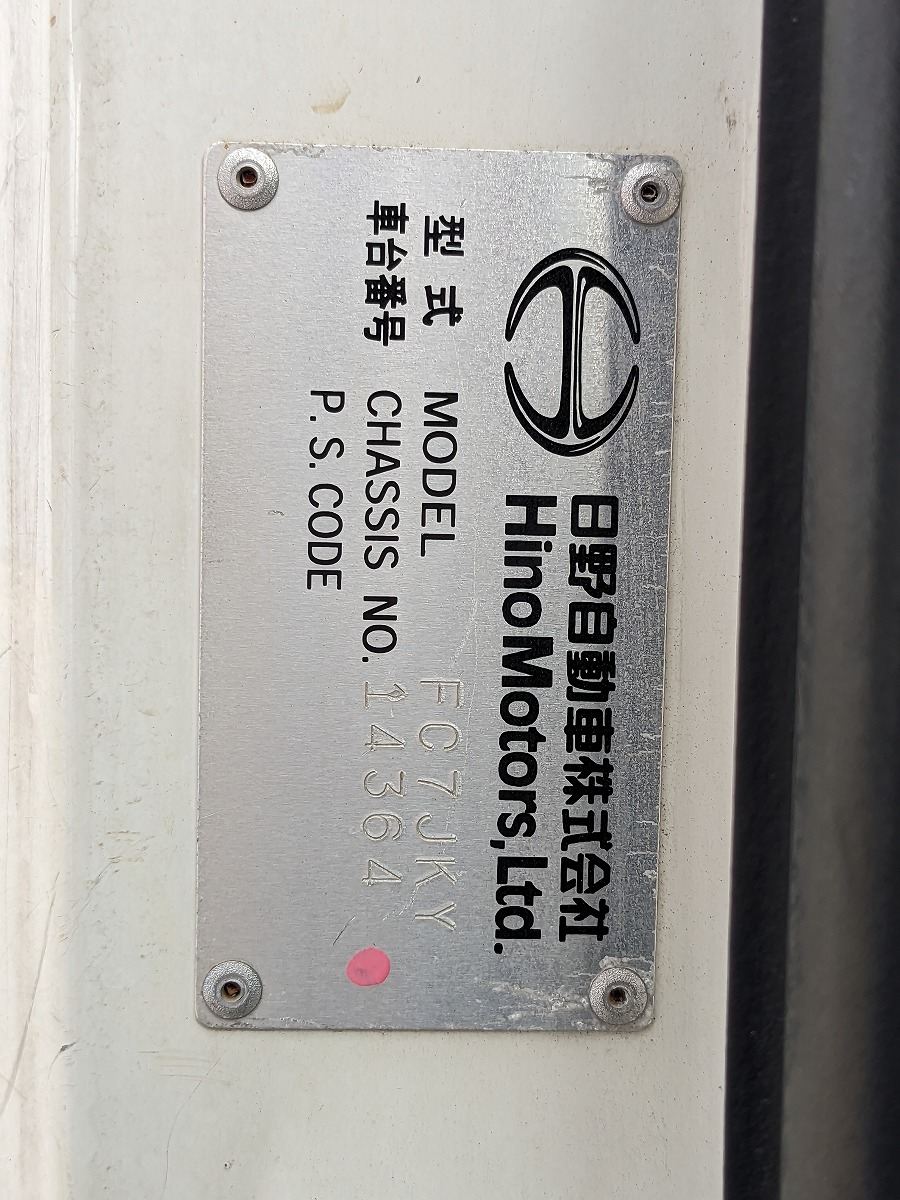 日野自動車株式会社
Hino Motors, Ltd.
型 式 MODEL FC7JKY
車台番号 CHASSIS NO. 14364
P. S. CODE